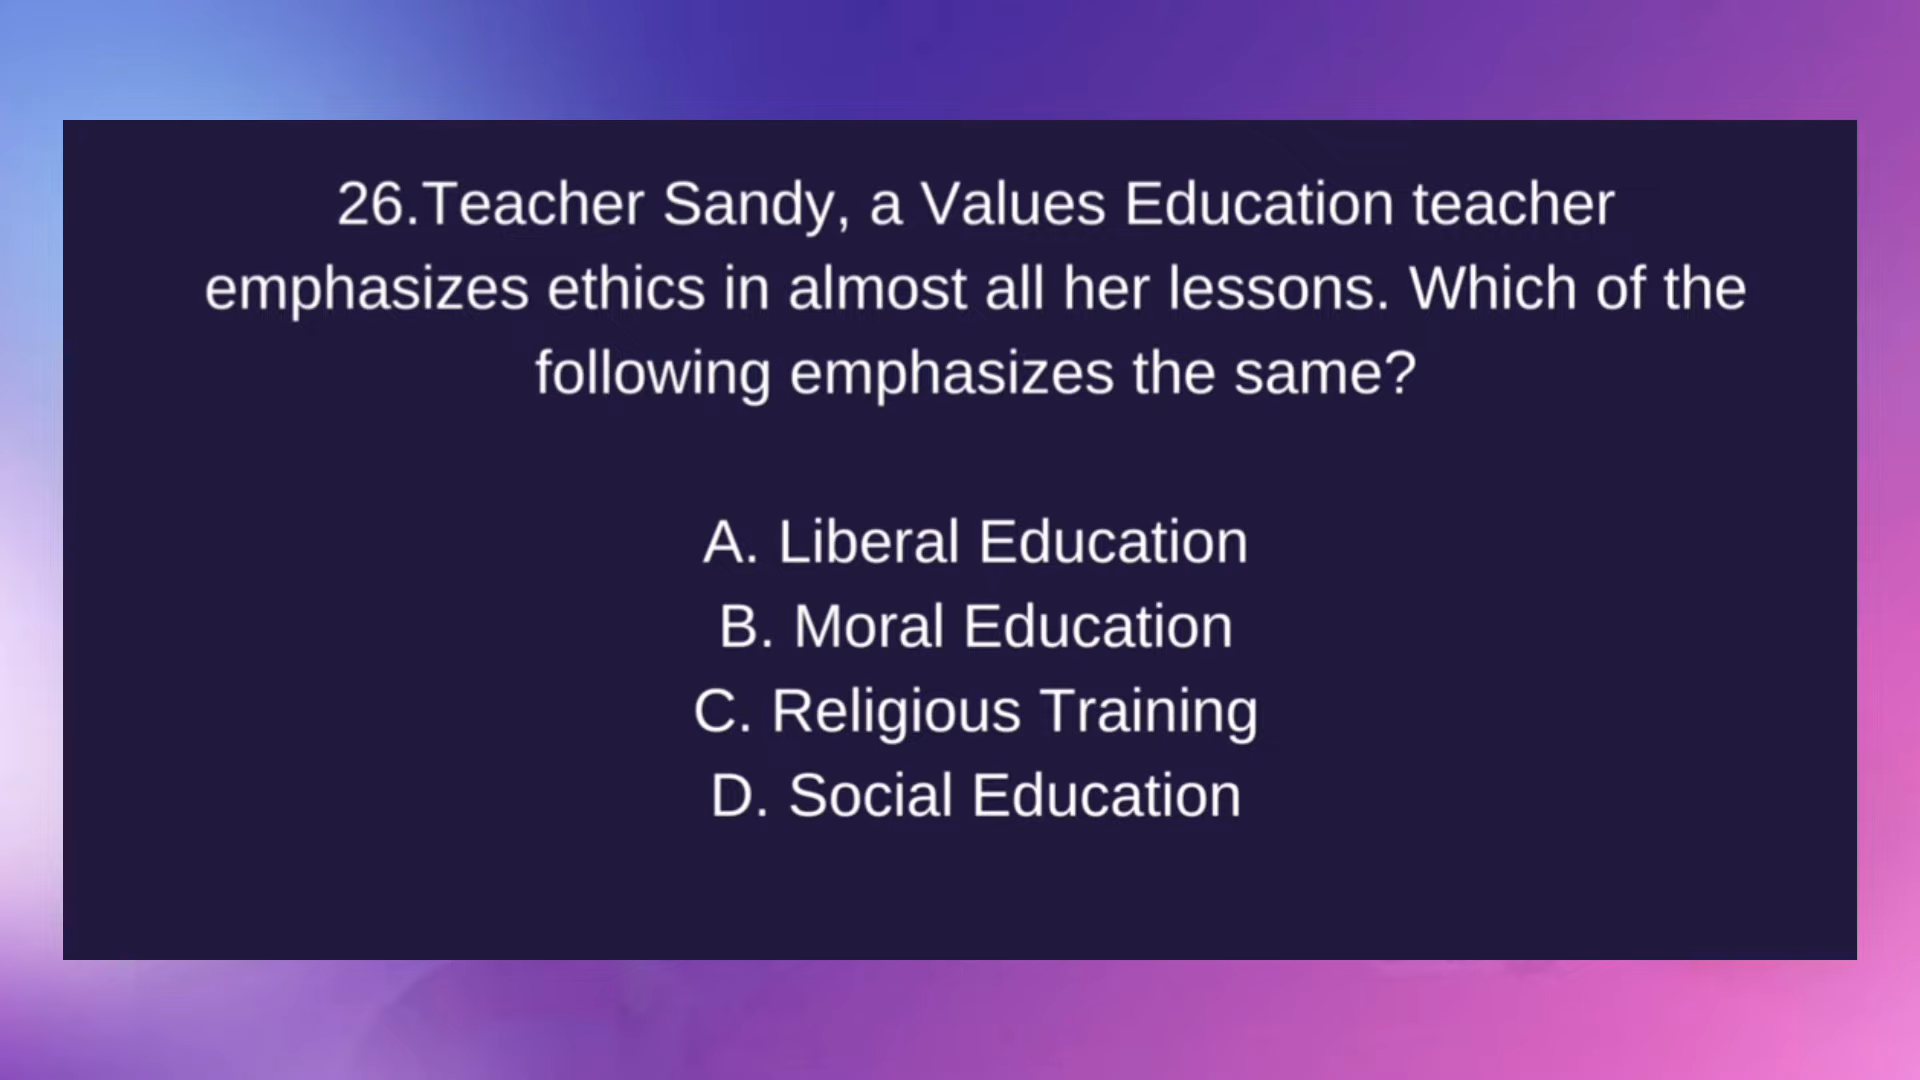 26.Teacher Sandy, a Values Education teacher
emphasizes ethics in almost all her lessons. Which of the
following emphasizes the same?
A. Liberal Education
B. Moral Education
C. Religious Training
D. Social Education